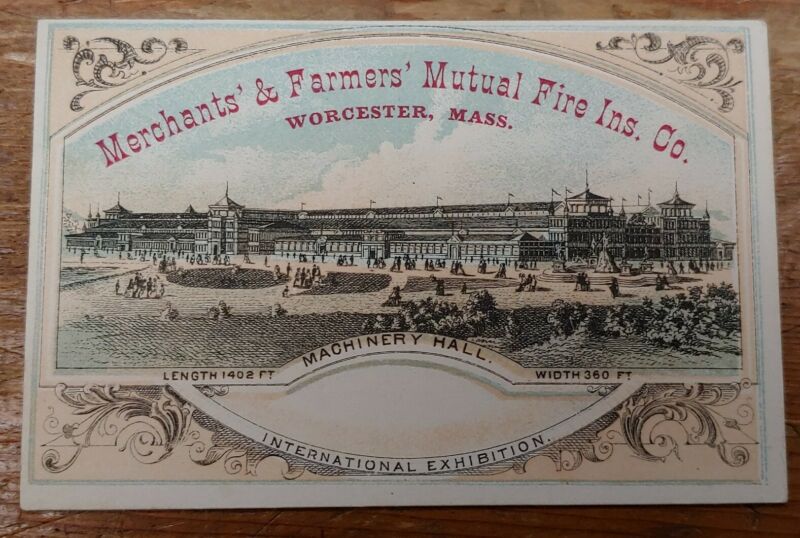 Merchants' & Farmers' Mutual Fire Ins. Co.
WORCESTER, MASS.
LENGTH 1402 FT
MACHINERY HALL.
WIDTH 360 FT
INTERNATIONAL EXHIBITION.